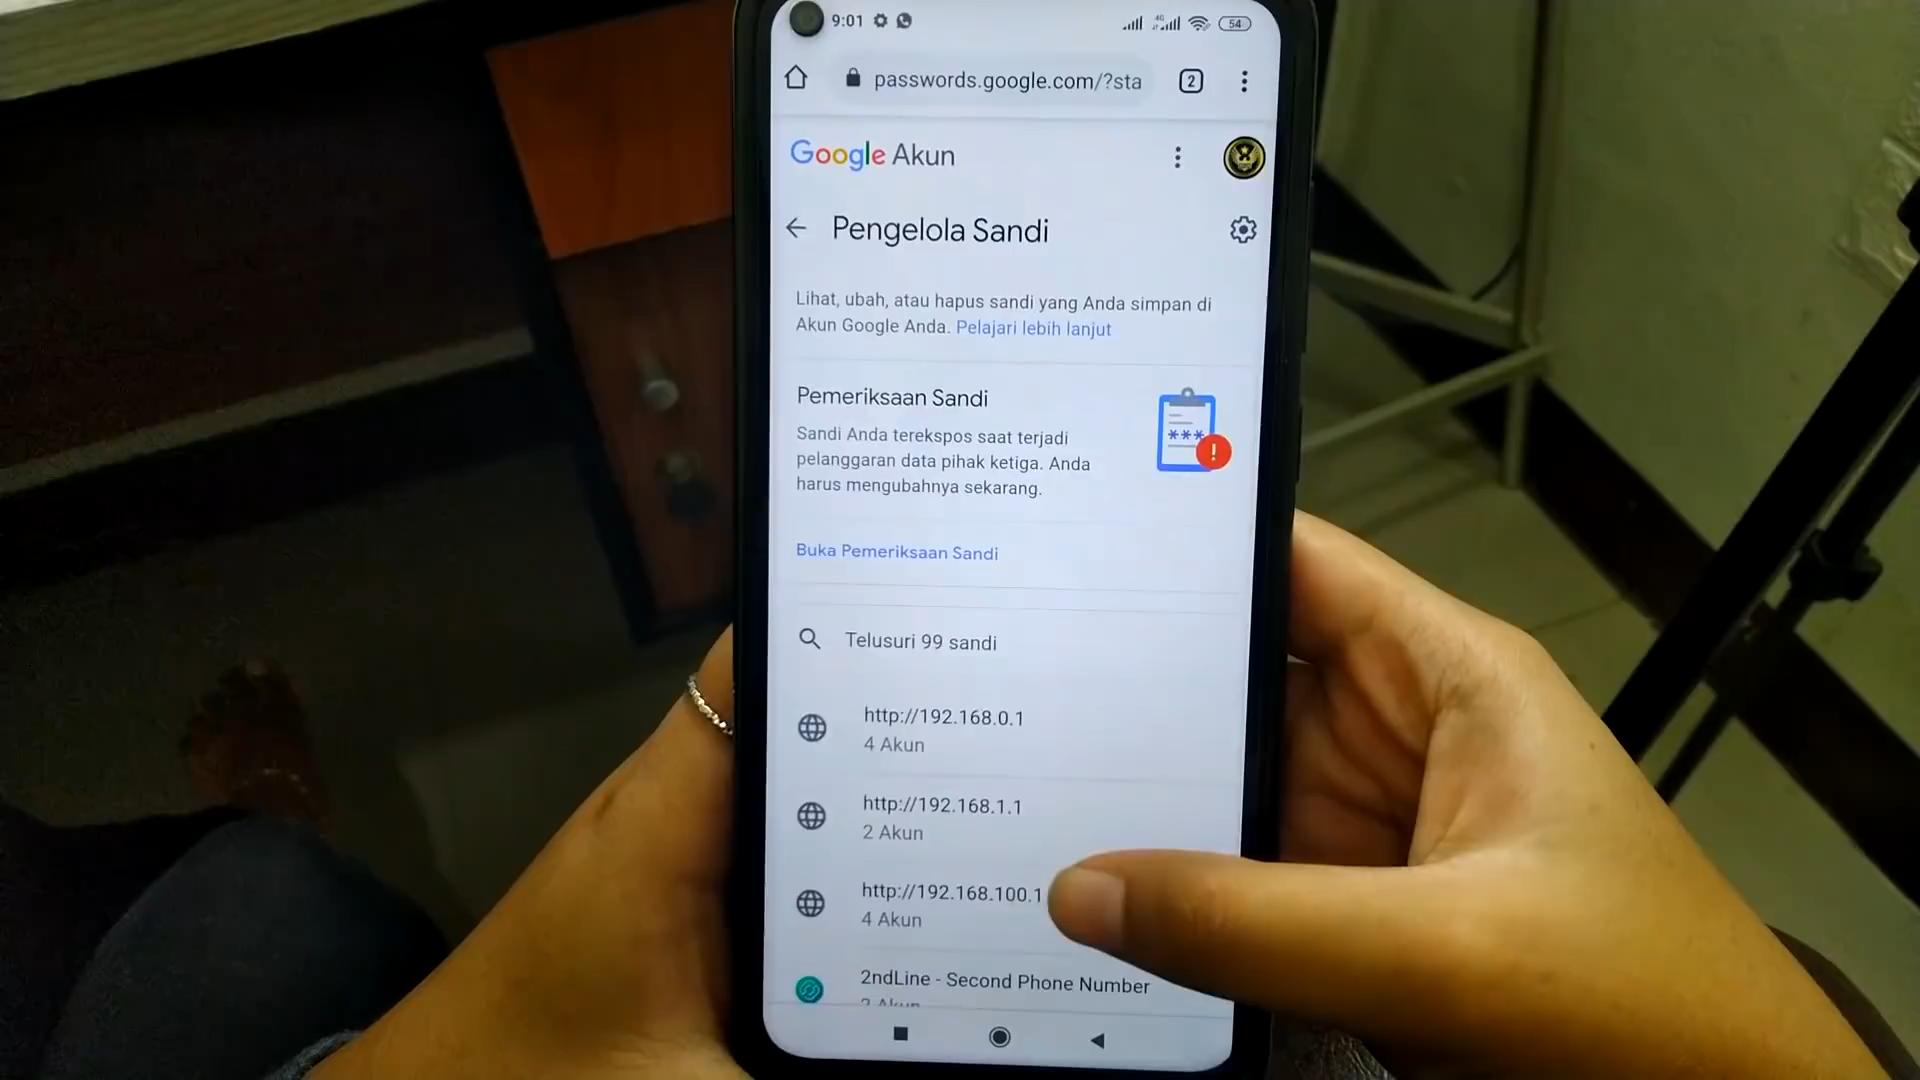 9:01
4G
54
passwords.google.com/?sta
2
Google Akun
Pengelola Sandi
Lihat, ubah, atau hapus sandi yang Anda simpan di
Akun Google Anda. Pelajari lebih lanjut
Pemeriksaan Sandi
Sandi Anda terekspos saat terjadi
pelanggaran data pihak ketiga. Anda
harus mengubahnya sekarang.
***
!
Buka Pemeriksaan Sandi
Telusuri 99 sandi
http://192.168.0.1
4 Akun
http://192.168.1.1
2 Akun
http://192.168.100.1
4 Akun
2ndLine - Second Phone Number
2 Akun